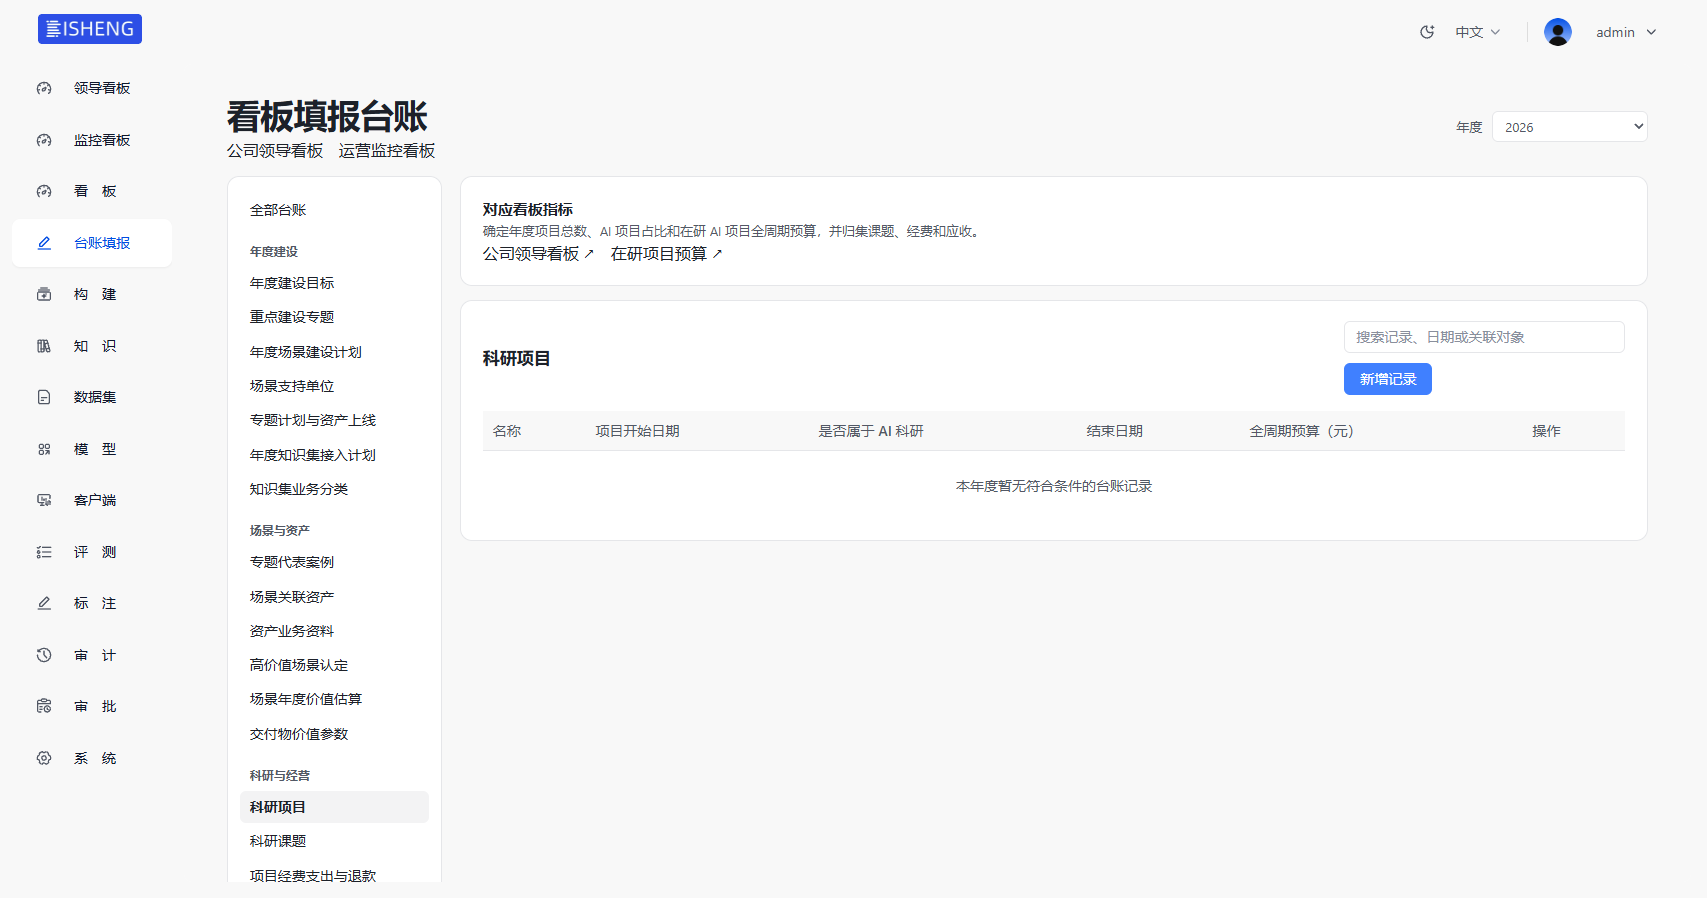 ISHENG
中文
admin
领导看板
监控看板
看 板
台账填报
构 建
知 识
数据集
模 型
客户端
评 测
标 注
审 计
审 批
系 统
看板填报台账
公司领导看板 运营监控看板
年度 2026
全部台账
年度建设
年度建设目标
重点建设专题
年度场景建设计划
场景支持单位
专题计划与资产上线
年度知识集接入计划
知识集业务分类
场景与资产
专题代表案例
场景关联资产
资产业务资料
高价值场景认定
场景年度价值估算
交付物价值参数
科研与经营
科研项目
科研课题
项目经费支出与退款
对应看板指标
确定年度项目总数、AI 项目占比和在研 AI 项目全周期预算，并归集课题、经费和应收。
公司领导看板 ↗ 在研项目预算 ↗
科研项目
搜索记录、日期或关联对象
新增记录
名称 项目开始日期 是否属于 AI 科研 结束日期 全周期预算（元） 操作
本年度暂无符合条件的台账记录